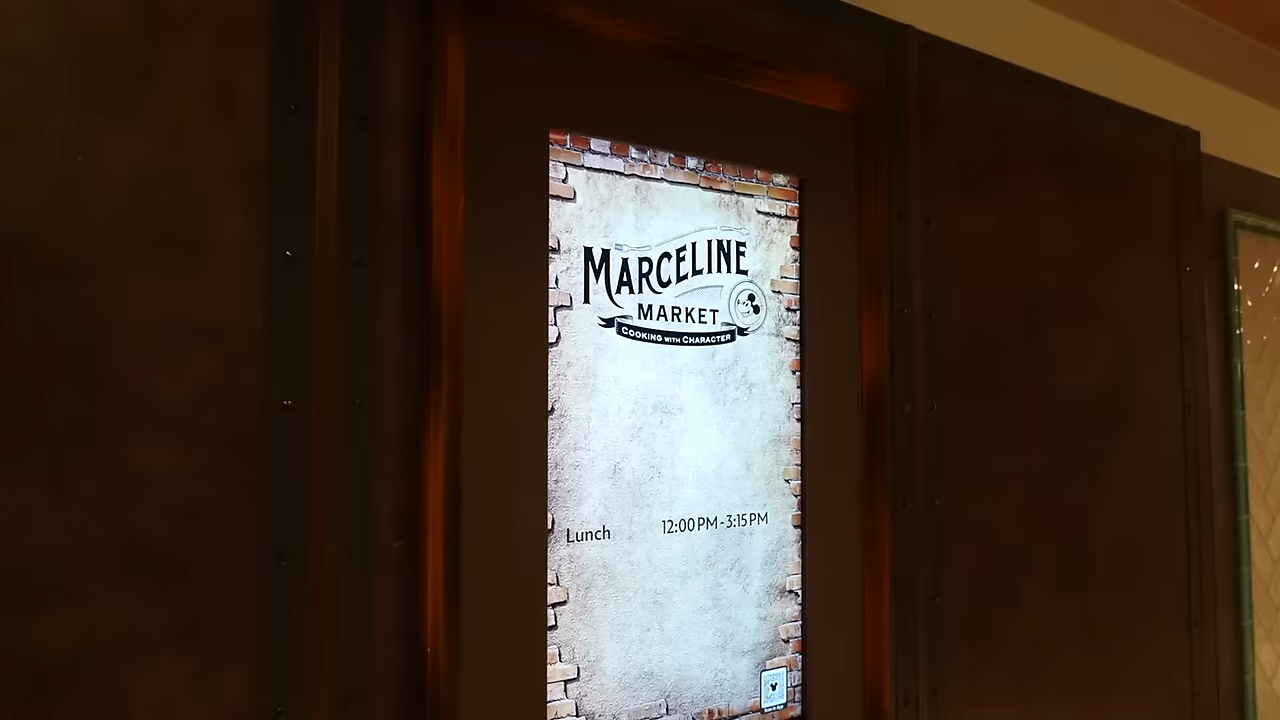 MARCELINE
MARKET
COOKING WITH CHARACTER
Lunch 12:00 PM - 3:15 PM